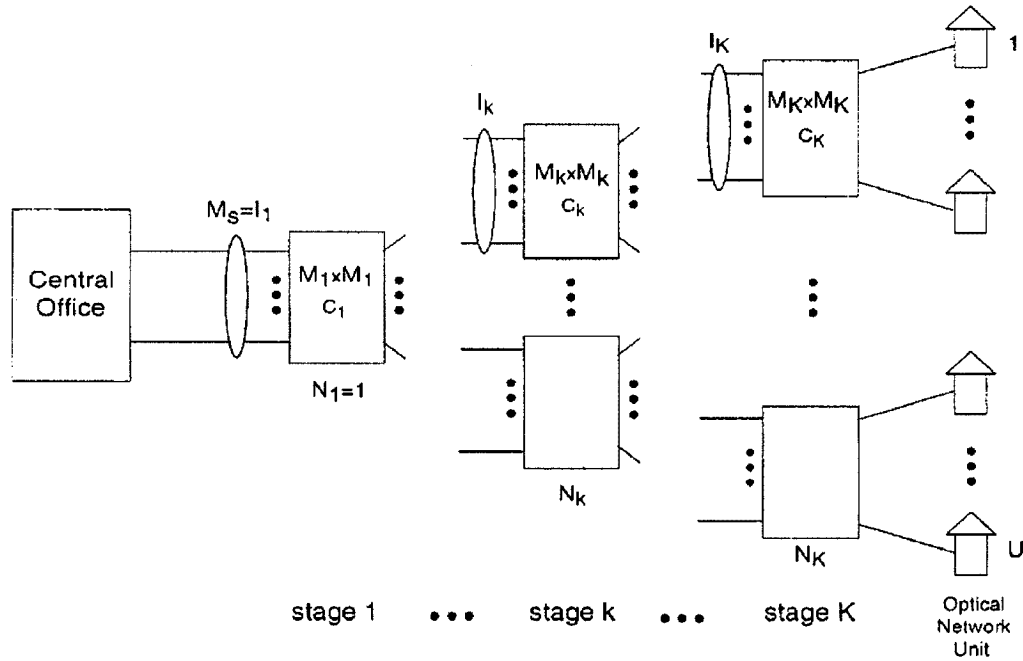 1
I_K
M_K×M_K
C_K
I_k
M_k×M_k
C_k
M_S=I_1
Central
Office
M_1×M_1
C_1
N_1=1
N_k
N_K
U
stage 1 ••• stage k ••• stage K
Optical
Network
Unit